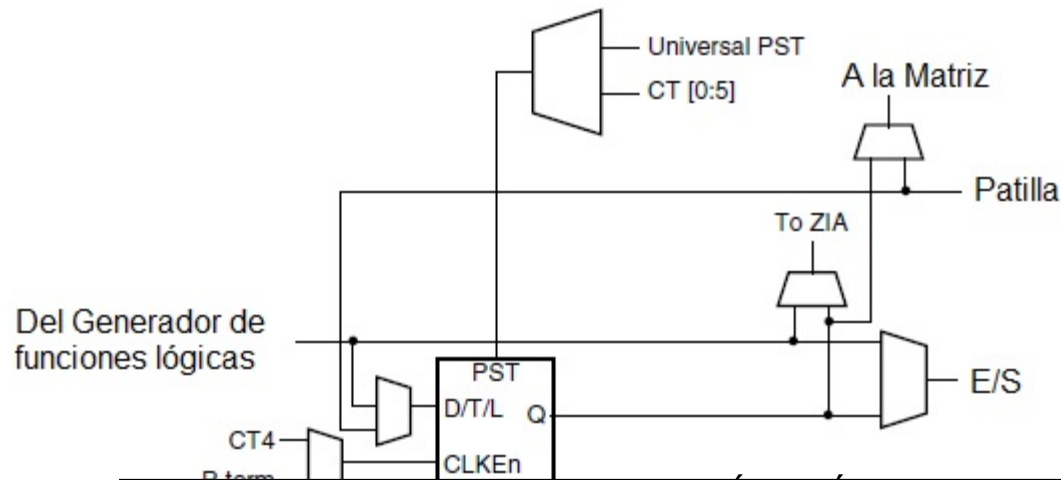 Universal PST
CT [0:5]
A la Matriz
Patilla
To ZIA
Del Generador de
funciones lógicas
PST
D/T/L
Q
E/S
CT4
CLKEn